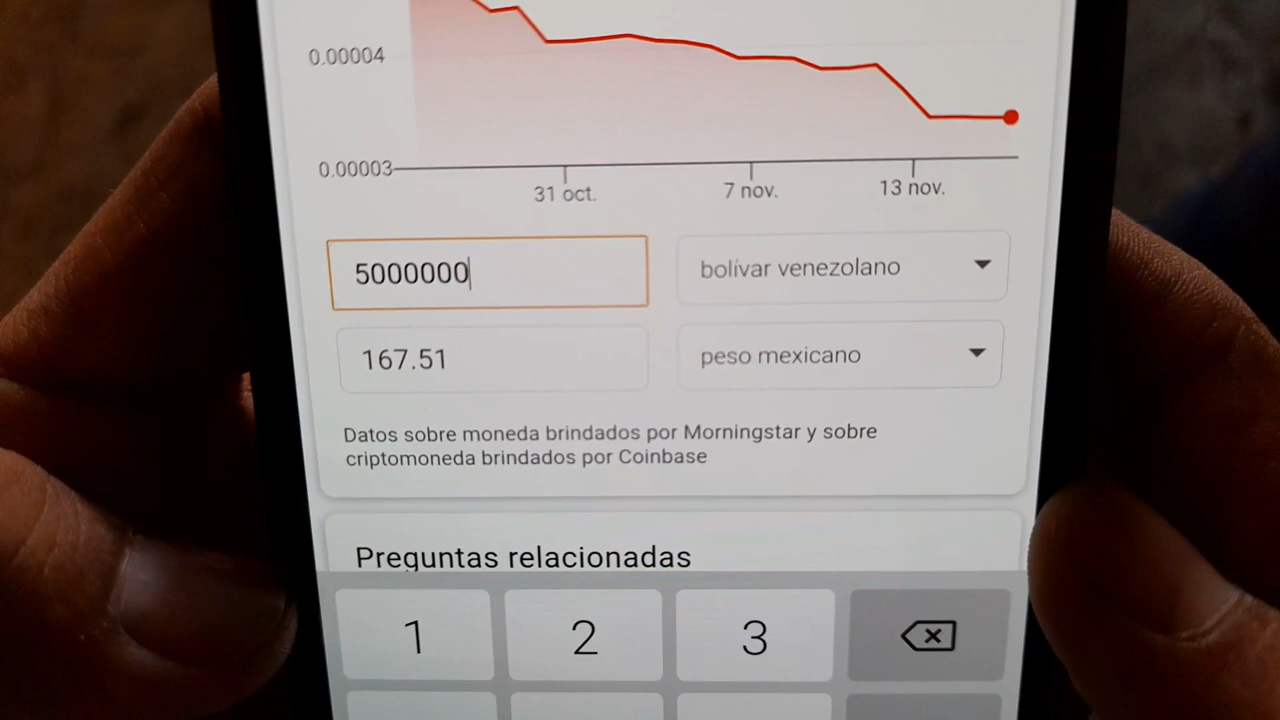 0.00004
0.00003
31 oct. 7 nov. 13 nov.
5000000 bolívar venezolano
167.51 peso mexicano
Datos sobre moneda brindados por Morningstar y sobre
criptomoneda brindados por Coinbase
Preguntas relacionadas
1 2 3